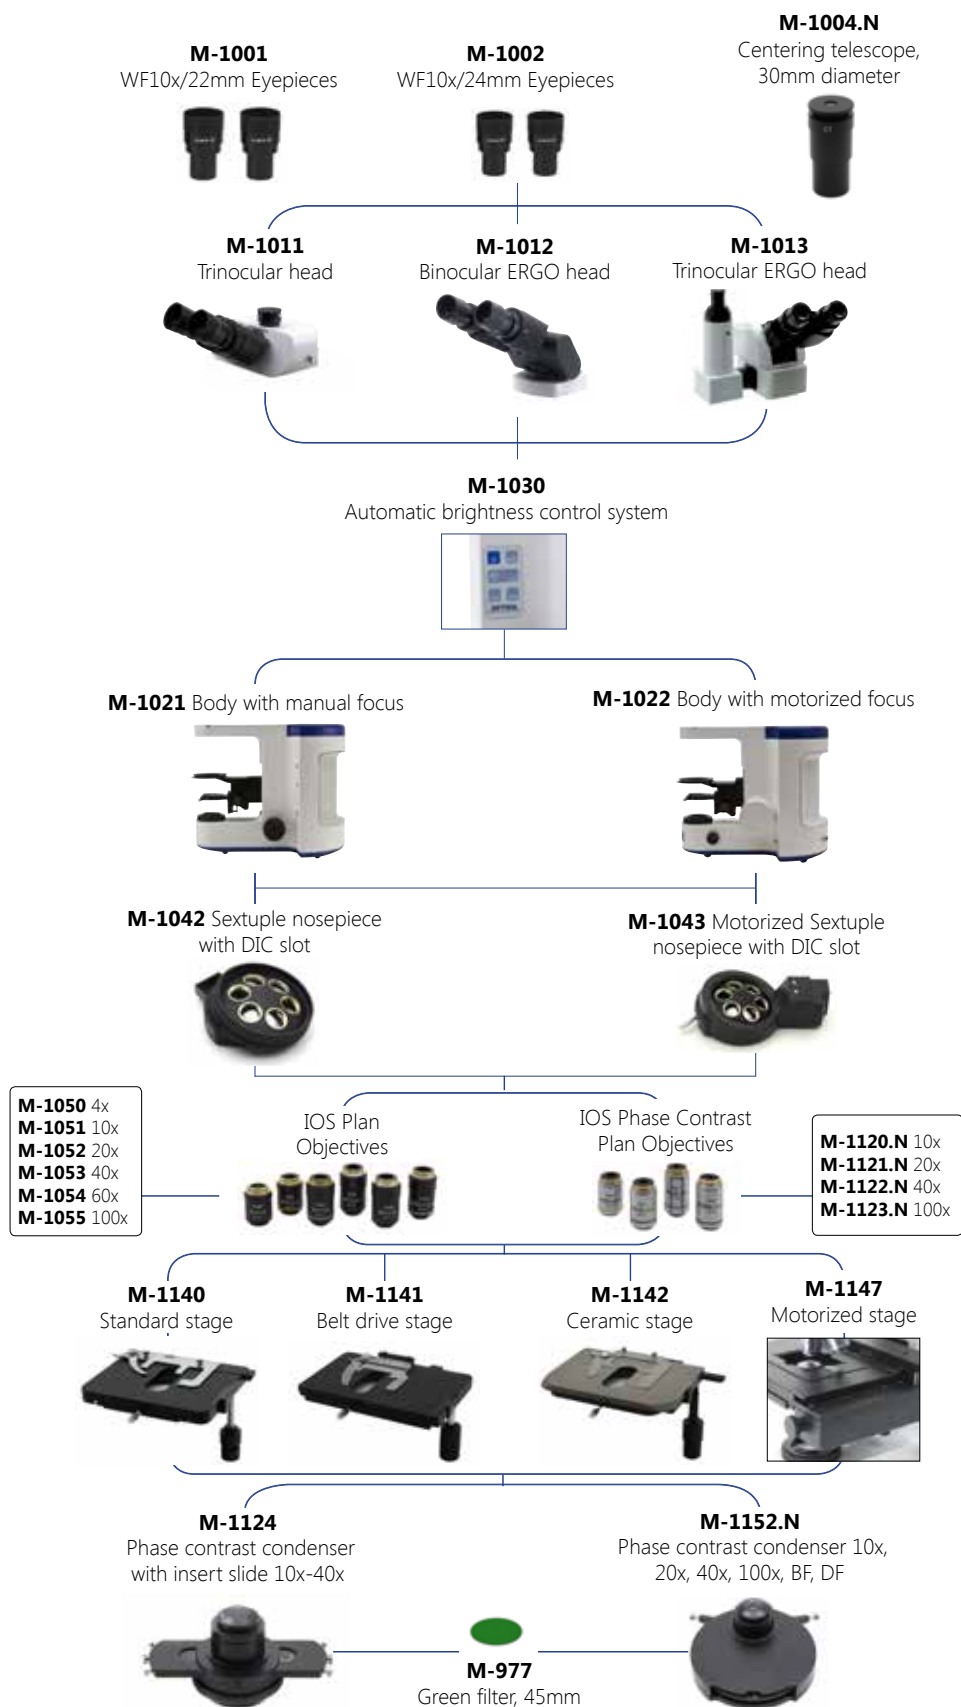 M-1001
WF10x/22mm Eyepieces
M-1002
WF10x/24mm Eyepieces
M-1004.N
Centering telescope,
30mm diameter
M-1011
Trinocular head
M-1012
Binocular ERGO head
M-1013
Trinocular ERGO head
M-1030
Automatic brightness control system
M-1021 Body with manual focus
M-1022 Body with motorized focus
M-1042 Sextuple nosepiece
with DIC slot
M-1043 Motorized Sextuple
nosepiece with DIC slot
M-1050 4x
M-1051 10x
M-1052 20x
M-1053 40x
M-1054 60x
M-1055 100x
IOS Plan
Objectives
IOS Phase Contrast
Plan Objectives
M-1120.N 10x
M-1121.N 20x
M-1122.N 40x
M-1123.N 100x
M-1140
Standard stage
M-1141
Belt drive stage
M-1142
Ceramic stage
M-1147
Motorized stage
M-1124
Phase contrast condenser
with insert slide 10x-40x
M-1152.N
Phase contrast condenser 10x,
20x, 40x, 100x, BF, DF
M-977
Green filter, 45mm